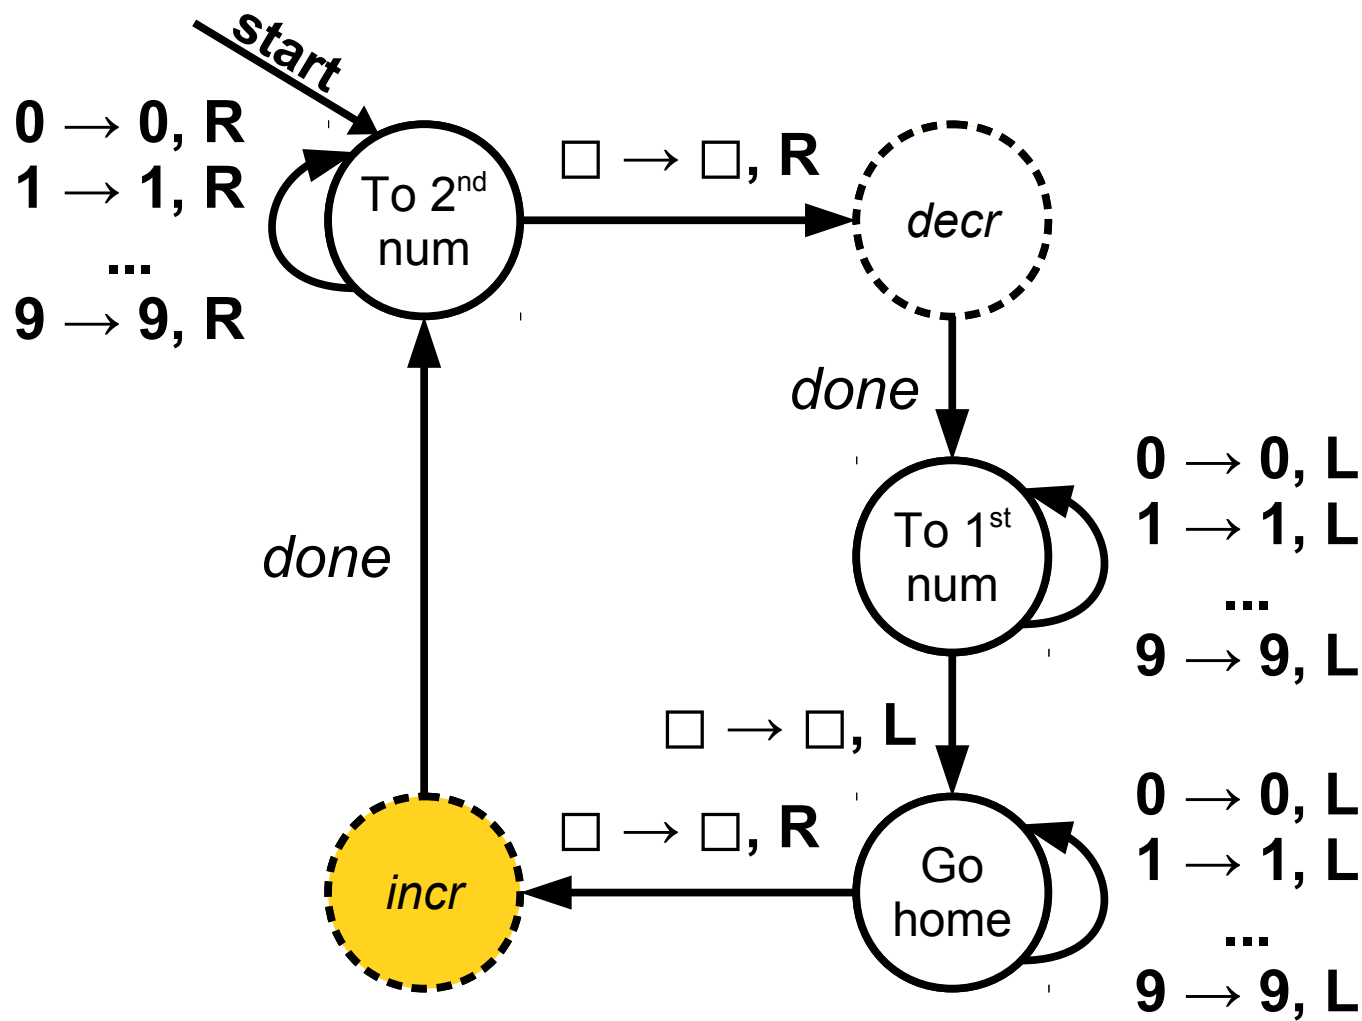 start
0 → 0, R
1 → 1, R
...
9 → 9, R
To 2nd
num
□ → □, R
decr
done
0 → 0, L
1 → 1, L
...
9 → 9, L
To 1st
num
done
□ → □, L
0 → 0, L
1 → 1, L
...
9 → 9, L
Go
home
□ → □, R
incr